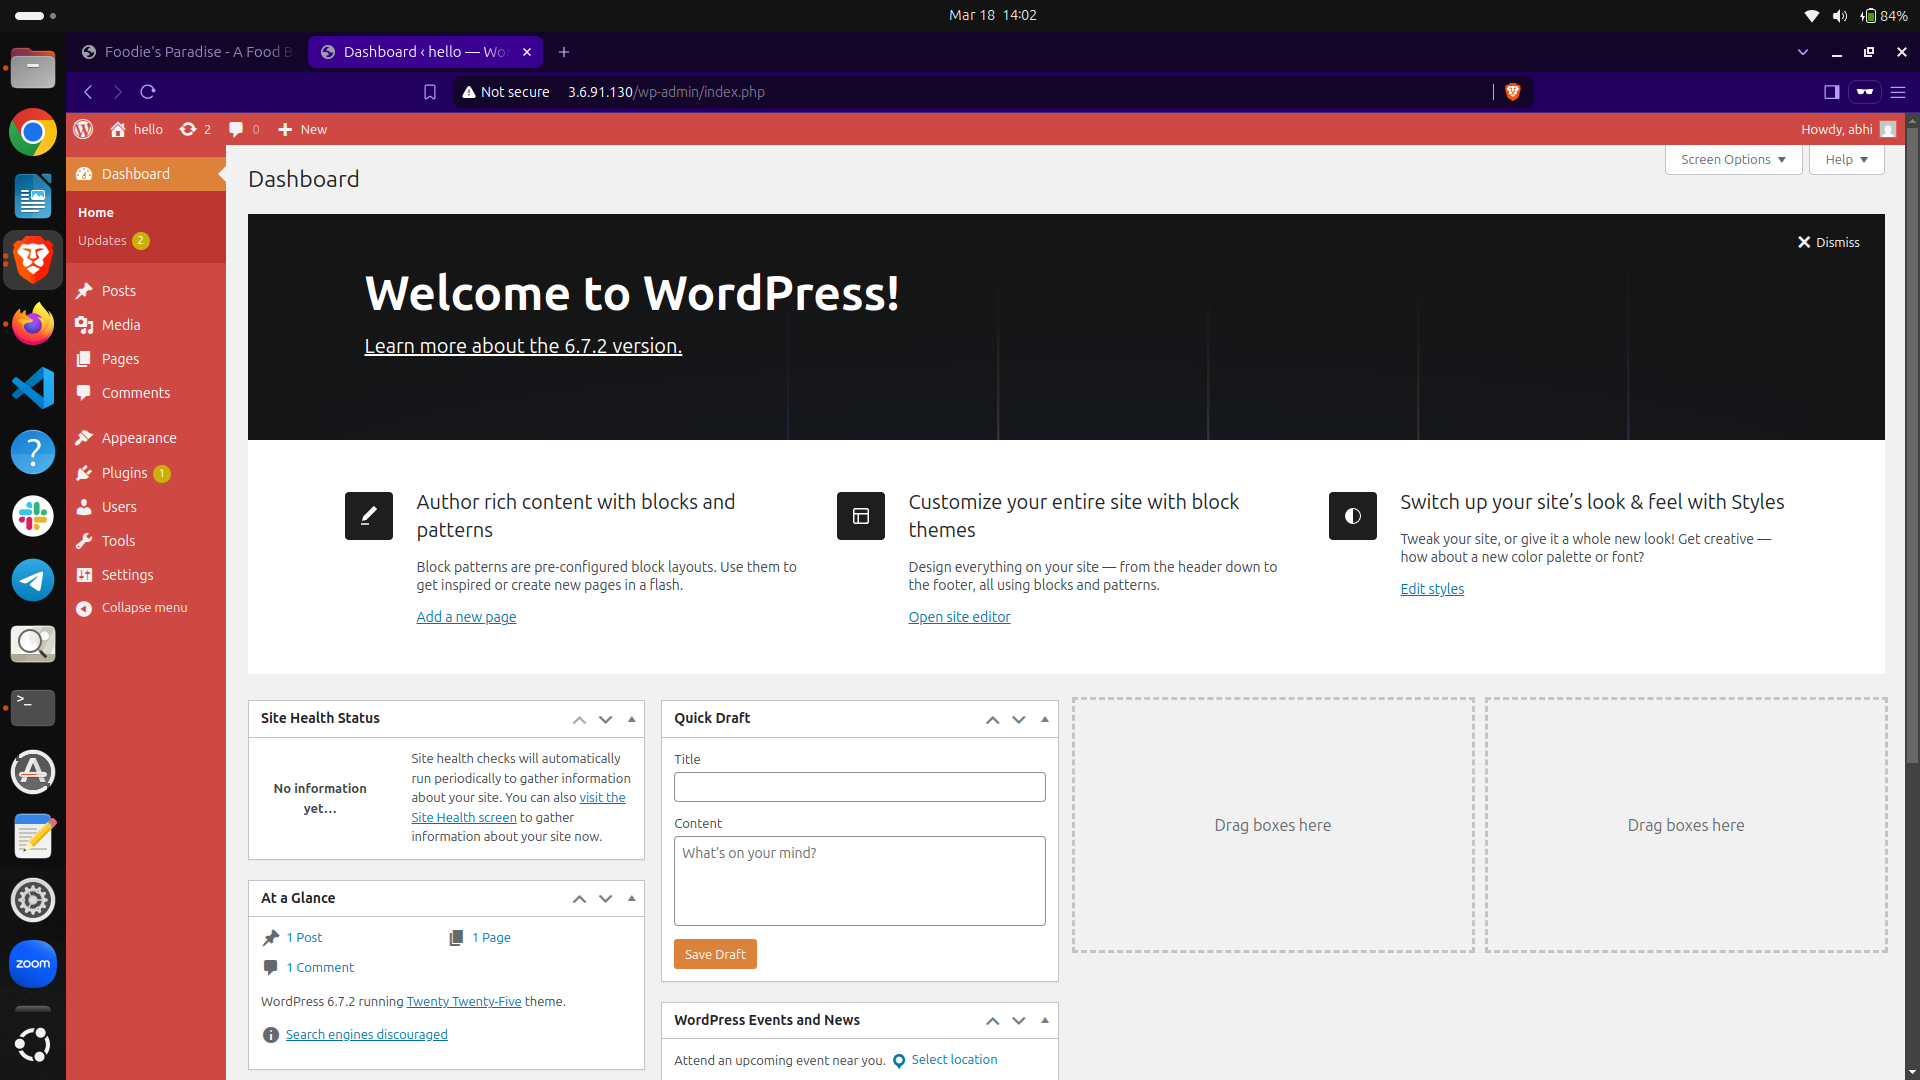 Mar 18 14:02
84%
Foodie's Paradise - A Food B
Dashboard ‹ hello — Wo
Not secure 3.6.91.130/wp-admin/index.php
hello 2 0 New
Howdy, abhi
Screen Options
Help
Dashboard
Home
Updates 2
Posts
Media
Pages
Comments
Appearance
Plugins 1
Users
Tools
Settings
Collapse menu
Dashboard
Dismiss
Welcome to WordPress!
Learn more about the 6.7.2 version.
Author rich content with blocks and
patterns
Block patterns are pre-configured block layouts. Use them to
get inspired or create new pages in a flash.
Add a new page
Customize your entire site with block
themes
Design everything on your site — from the header down to
the footer, all using blocks and patterns.
Open site editor
Switch up your site’s look & feel with Styles
Tweak your site, or give it a whole new look! Get creative —
how about a new color palette or font?
Edit styles
Site Health Status
No information
yet…
Site health checks will automatically
run periodically to gather information
about your site. You can also visit the
Site Health screen to gather
information about your site now.
At a Glance
1 Post
1 Page
1 Comment
WordPress 6.7.2 running Twenty Twenty-Five theme.
Search engines discouraged
Quick Draft
Title
Content
What’s on your mind?
Save Draft
WordPress Events and News
Attend an upcoming event near you. Select location
Drag boxes here
Drag boxes here
zoom